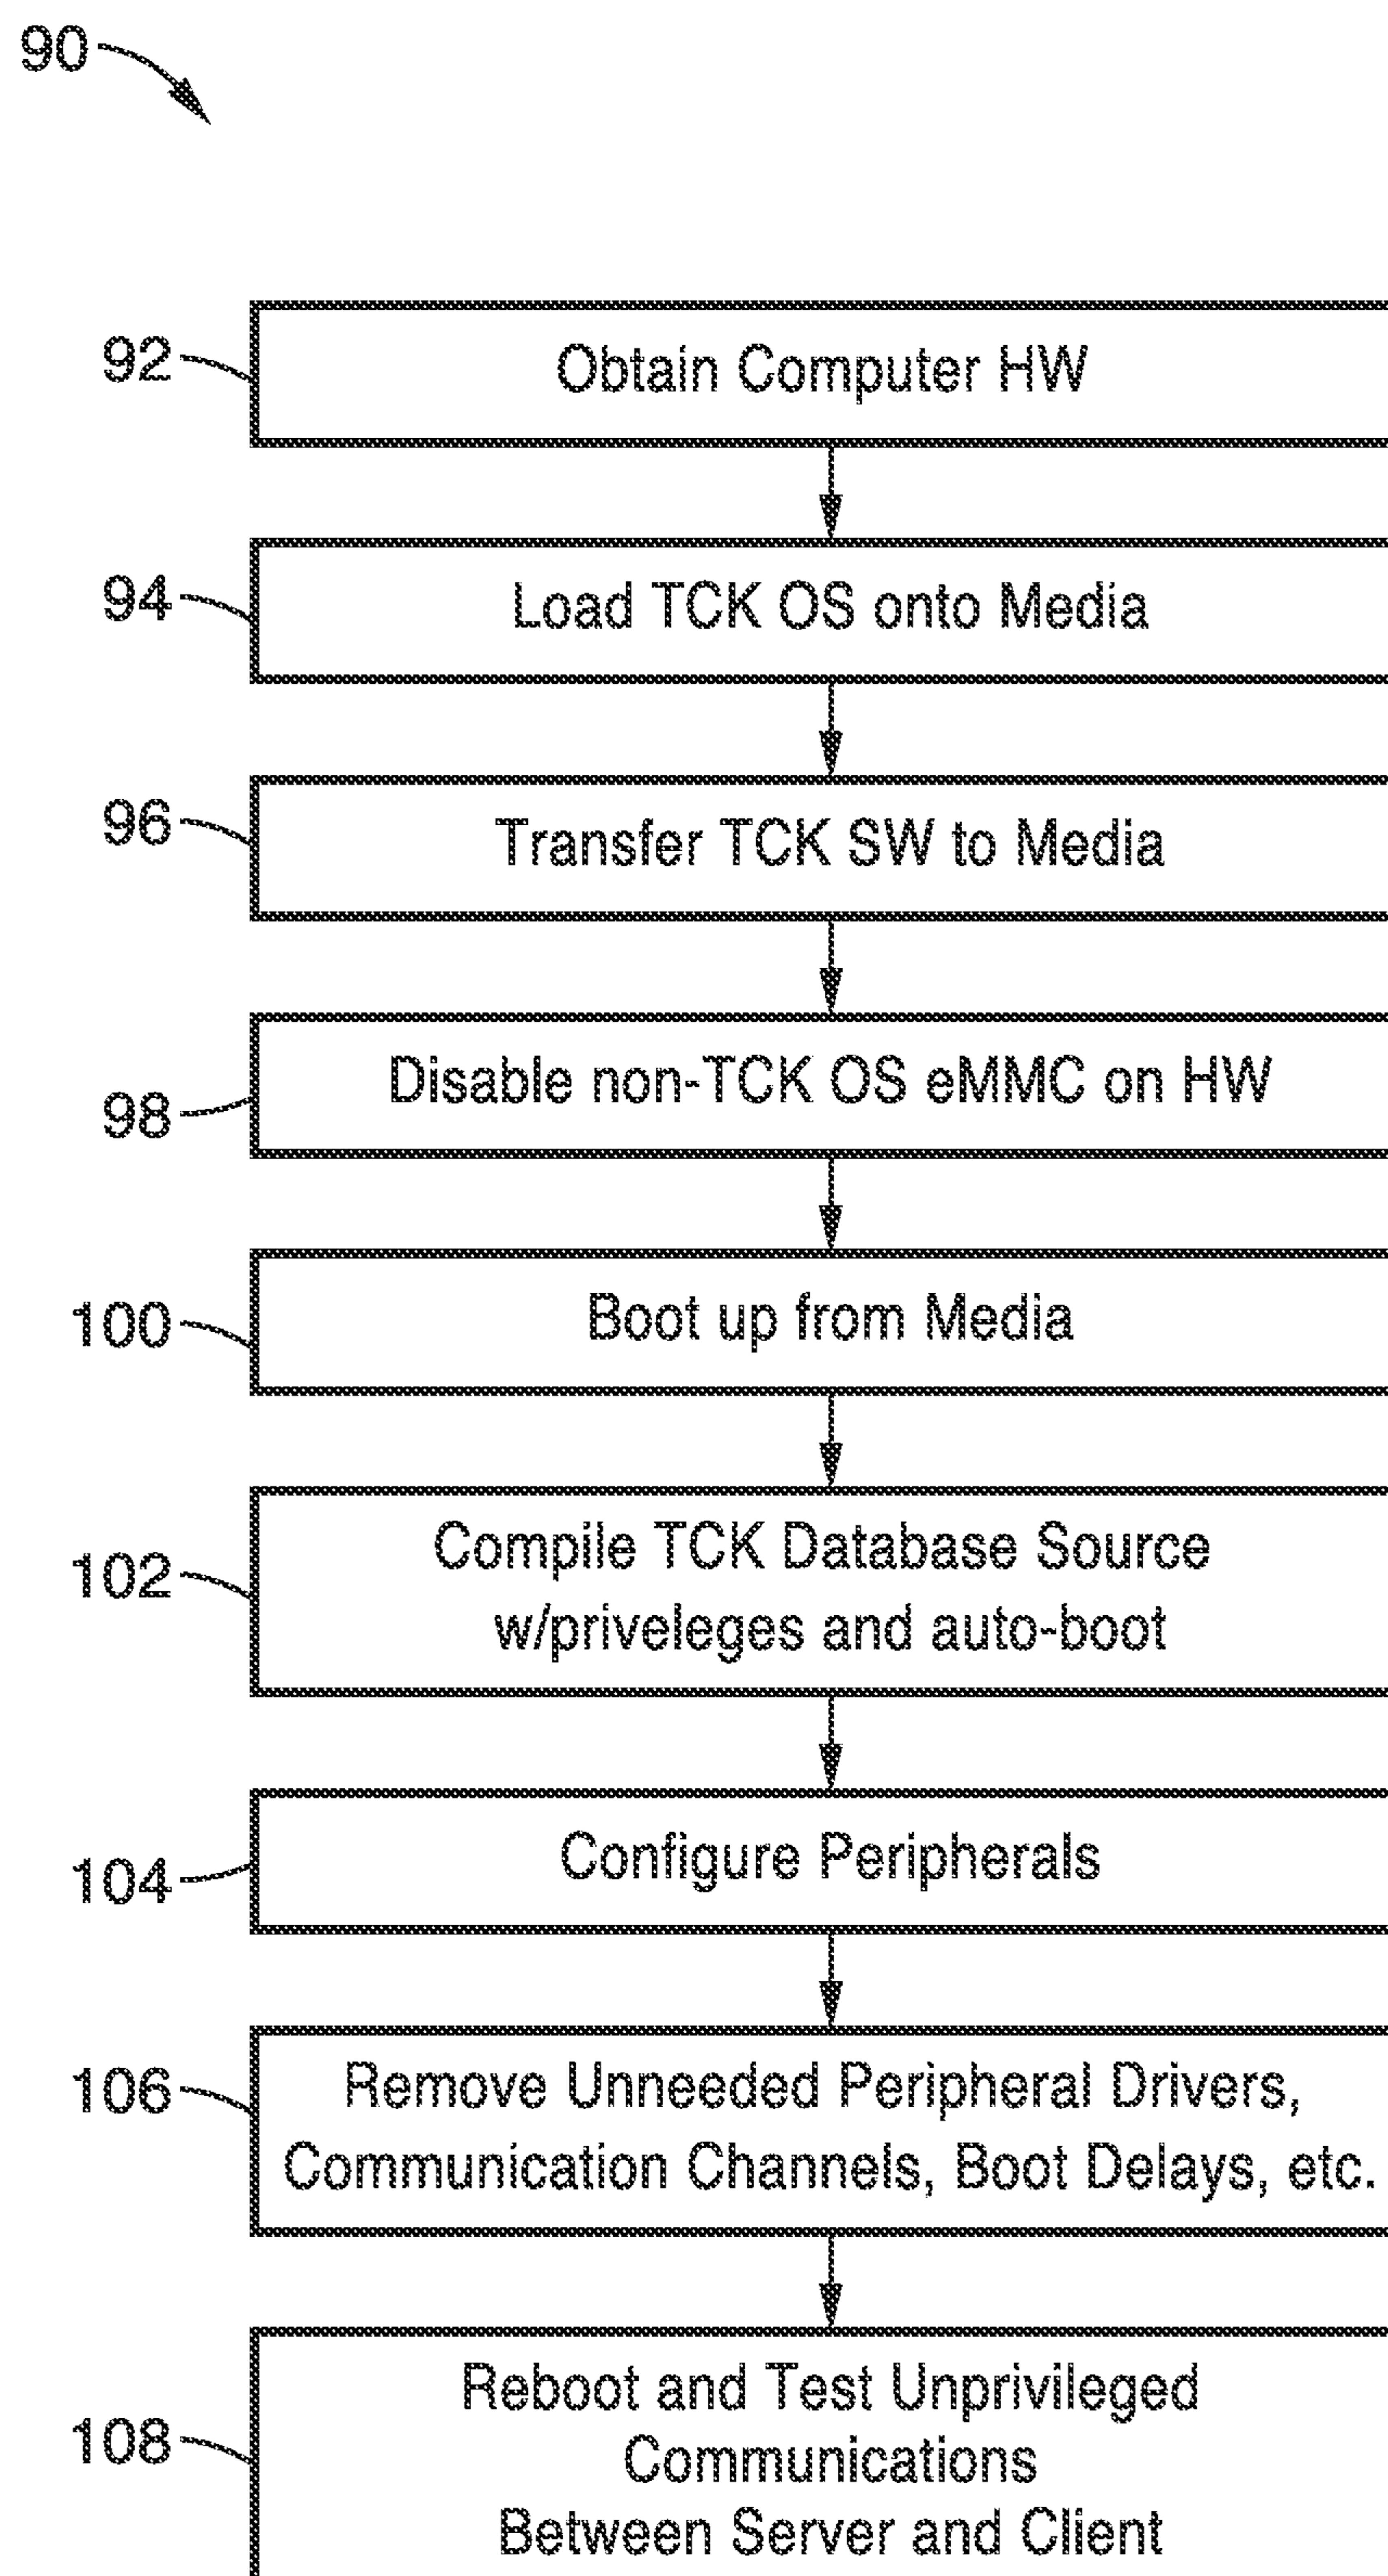 90
92
Obtain Computer HW
94
Load TCK OS onto Media
96
Transfer TCK SW to Media
98
Disable non-TCK OS eMMC on HW
100
Boot up from Media
102
Compile TCK Database Source
w/priveleges and auto-boot
104
Configure Peripherals
106
Remove Unneeded Peripheral Drivers,
Communication Channels, Boot Delays, etc.
108
Reboot and Test Unprivileged
Communications
Between Server and Client